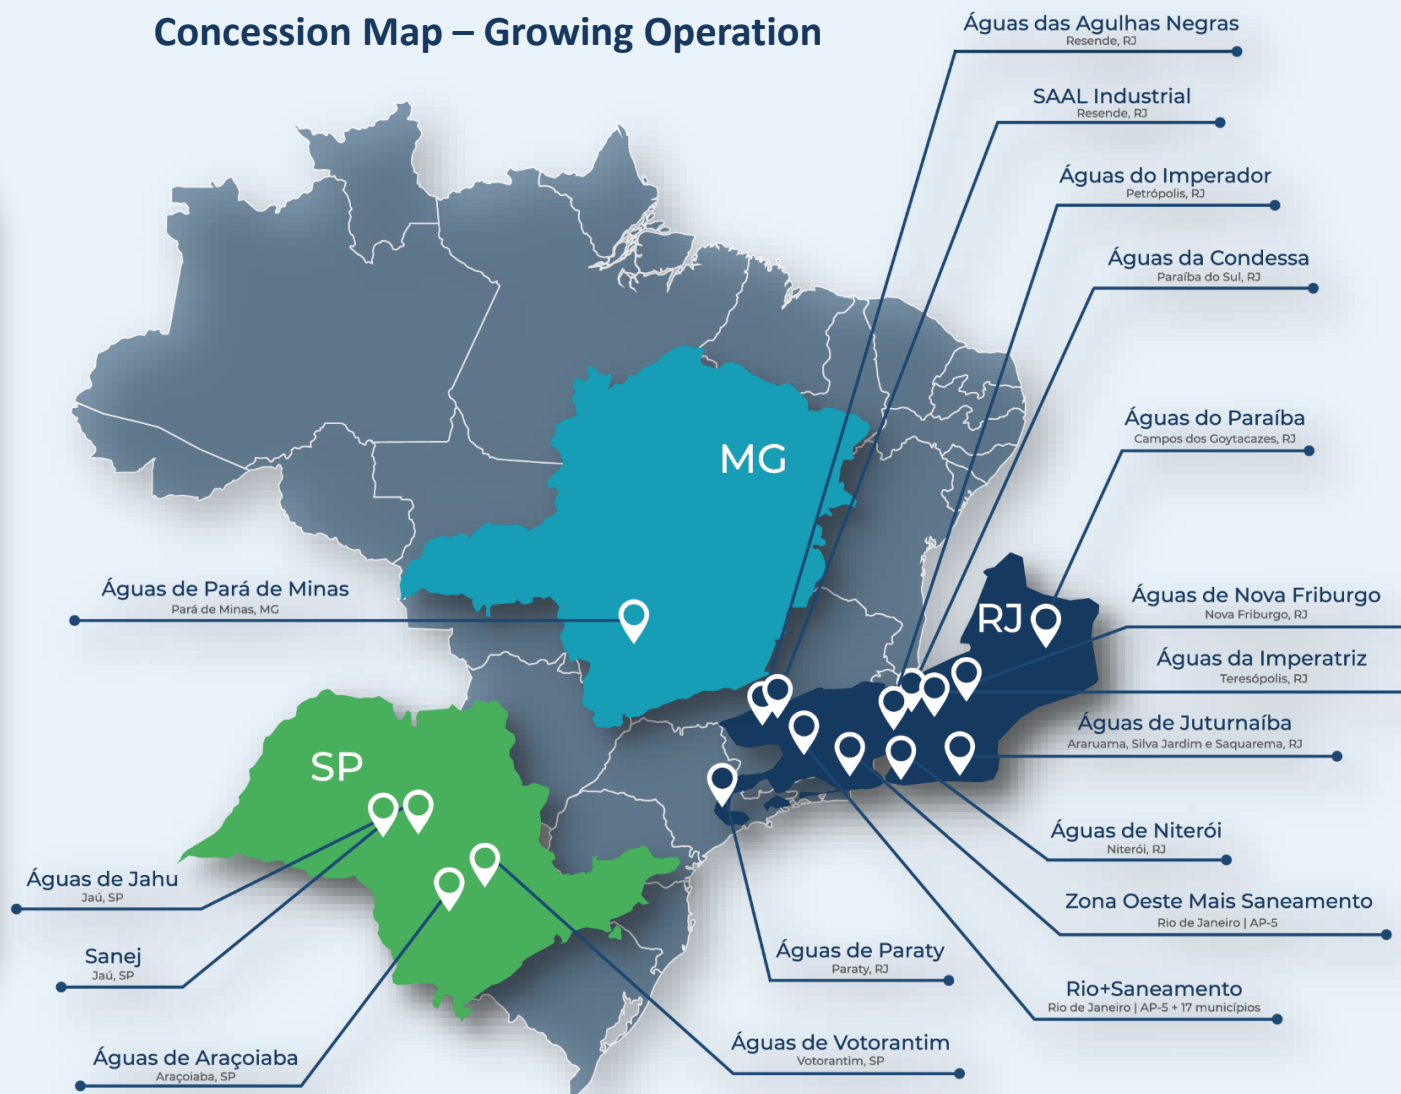 Concession Map – Growing Operation
Águas das Agulhas Negras
Resende, RJ
SAAL Industrial
Resende, RJ
Águas do Imperador
Petrópolis, RJ
Águas da Condessa
Paraíba do Sul, RJ
Águas do Paraíba
Campos dos Goytacazes, RJ
MG
Águas de Pará de Minas
Pará de Minas, MG
RJ
Águas de Nova Friburgo
Nova Friburgo, RJ
Águas da Imperatriz
Teresópolis, RJ
Águas de Juturnaíba
Araruama, Silva Jardim e Saquarema, RJ
SP
Águas de Niterói
Niterói, RJ
Águas de Jahu
Jaú, SP
Zona Oeste Mais Saneamento
Rio de Janeiro | AP-5
Sanej
Jaú, SP
Águas de Paraty
Paraty, RJ
Rio+Saneamento
Rio de Janeiro | AP-5 + 17 municípios
Águas de Araçoiaba
Araçoiaba, SP
Águas de Votorantim
Votorantim, SP